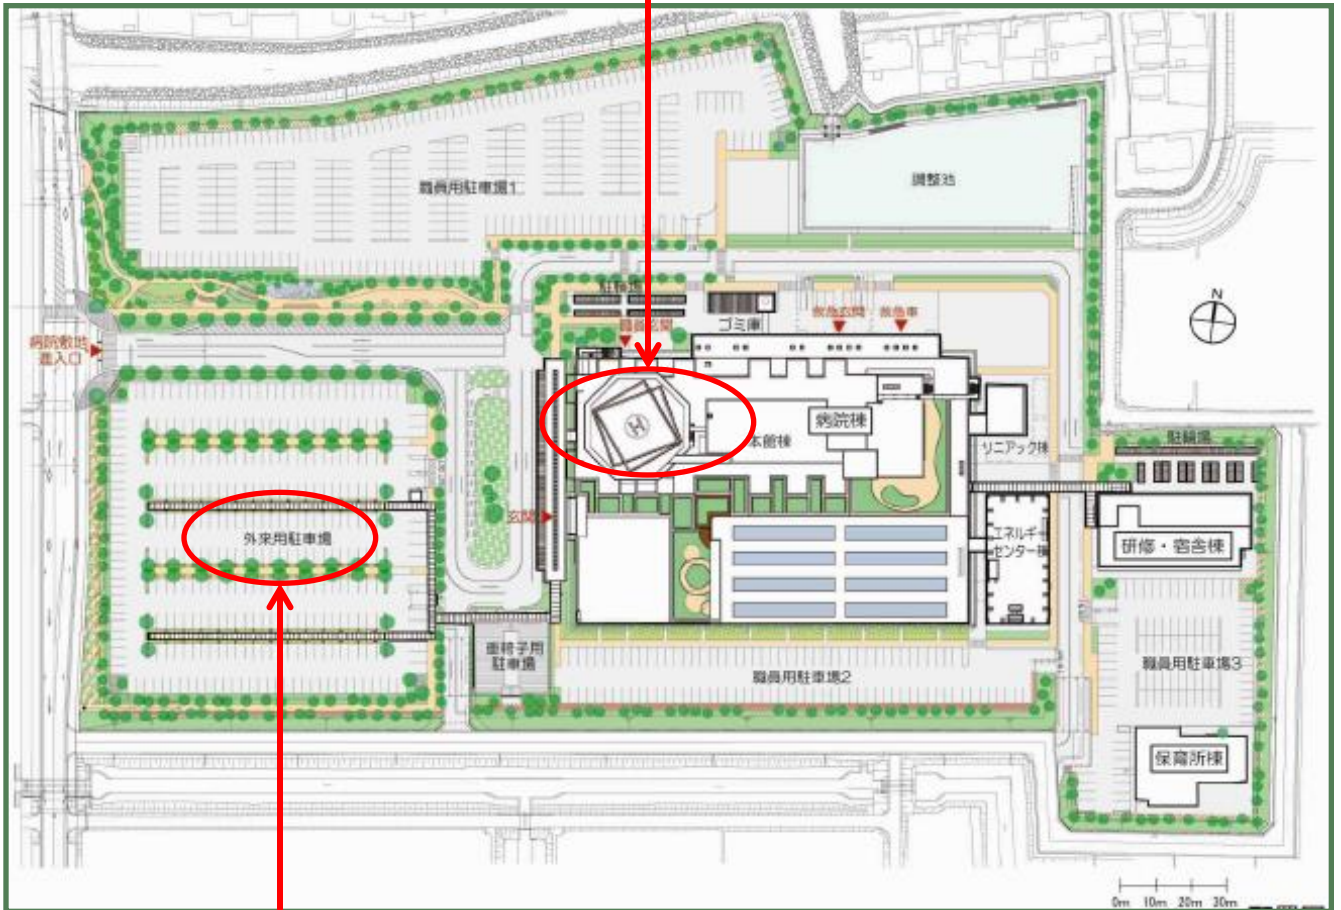 職員用駐車場1
調整池
N
駐輪場
職員玄関
ゴミ庫
救急玄関
救急車
病院敷地
進入口
H
本館棟
病院棟
リニアック棟
駐輪場
玄関
外来用駐車場
エネルギー
センター棟
研修・宿舎棟
車椅子用
駐車場
職員用駐車場2
職員用駐車場3
保育所棟
0m 10m 20m 30m